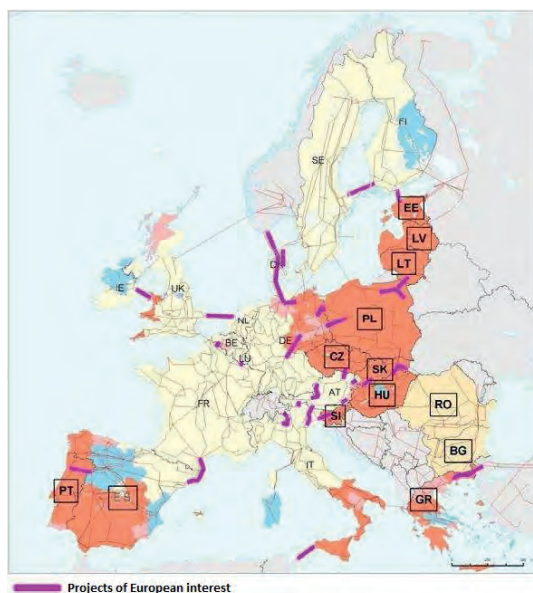 FI
SE
EE
LV
LT
IE
UK
NL
PL
BE
DE
LU
CZ
SK
FR
AT
HU
RO
SI
BG
IT
PT
GR
Projects of European interest